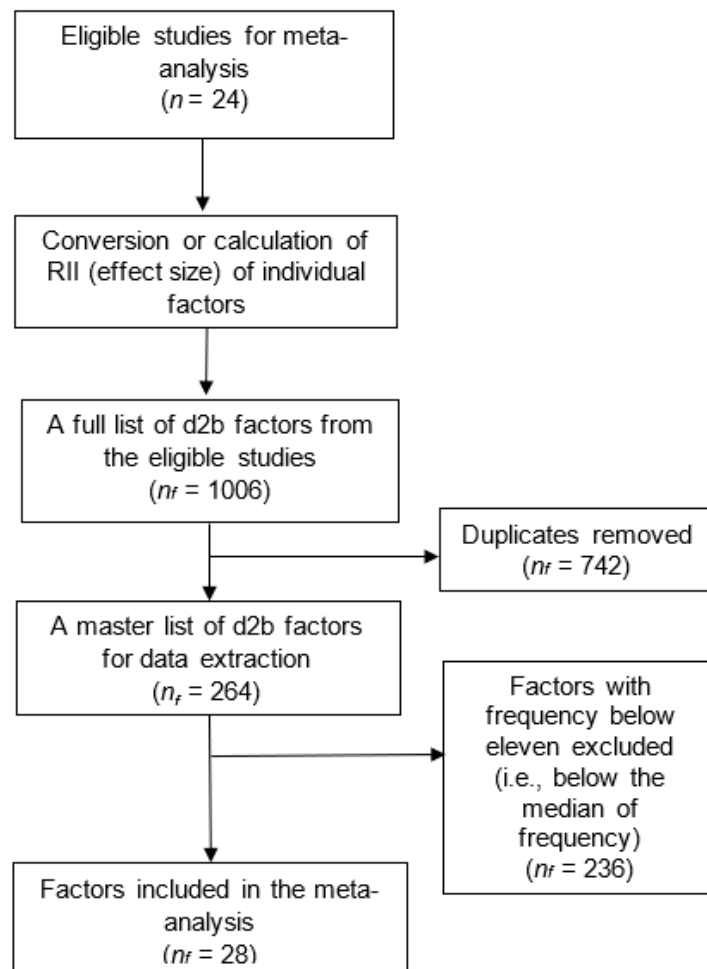 Eligible studies for meta-
analysis
(n = 24)
Conversion or calculation of
RII (effect size) of individual
factors
A full list of d2b factors from
the eligible studies
(nf = 1006)
Duplicates removed
(nf = 742)
A master list of d2b factors
for data extraction
(nf = 264)
Factors with
frequency below
eleven excluded
(i.e., below the
median of
frequency)
(nf = 236)
Factors included in the meta-
analysis
(nf = 28)